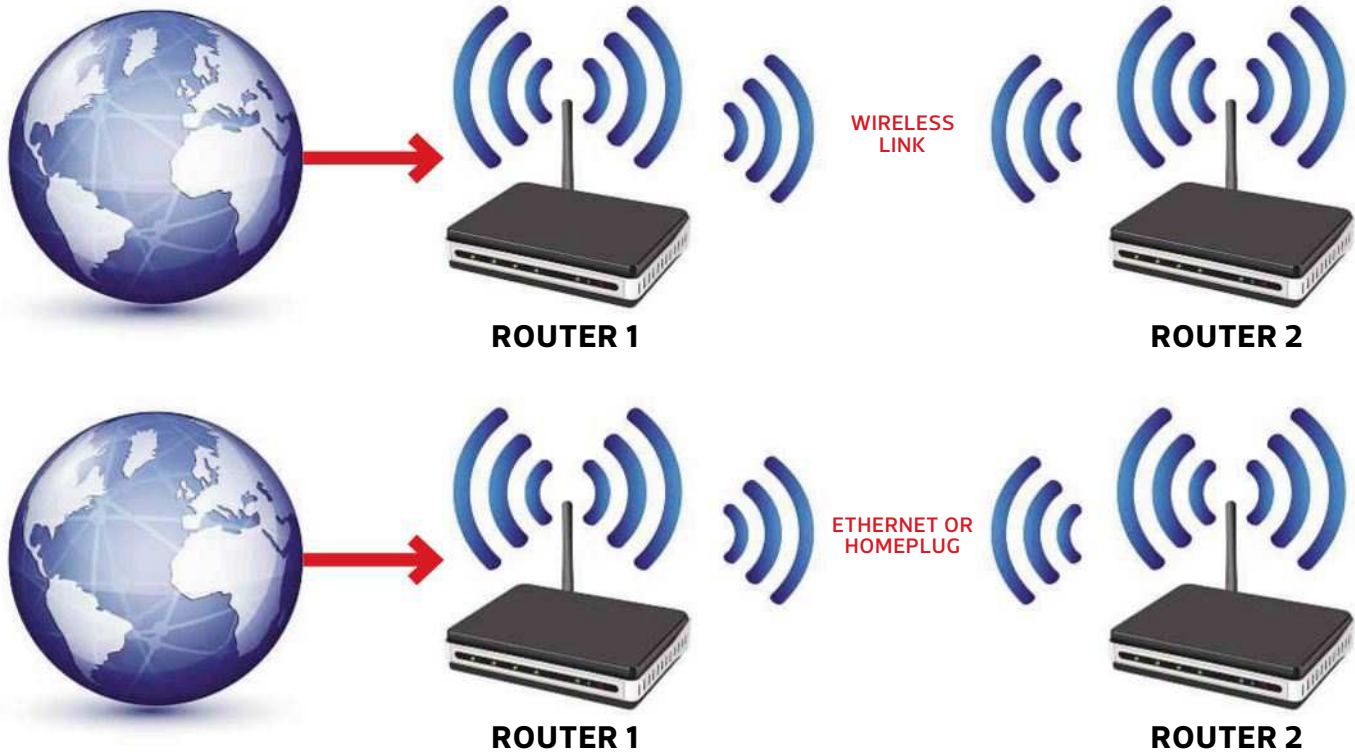 WIRELESS
LINK
ROUTER 1
ROUTER 2
ETHERNET OR
HOMEPLUG
ROUTER 1
ROUTER 2